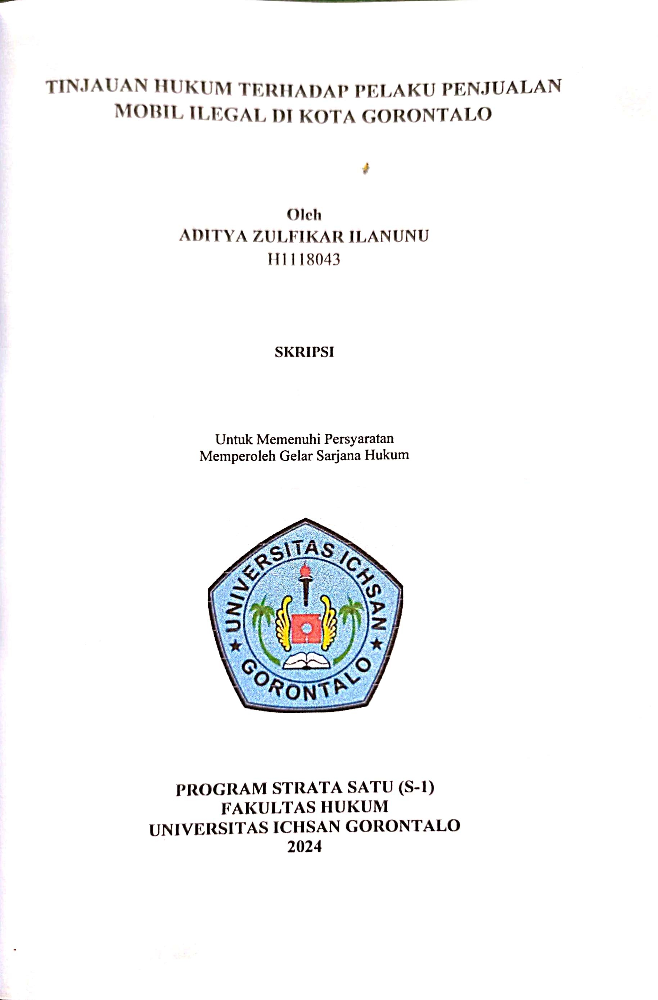 TINJAUAN HUKUM TERHADAP PELAKU PENJUALAN
MOBIL ILEGAL DI KOTA GORONTALO
Oleh
ADITYA ZULFIKAR ILANUNU
H1118043
SKRIPSI
Untuk Memenuhi Persyaratan
Memperoleh Gelar Sarjana Hukum
UNIVERSITAS ICHSAN
GORONTALO
PROGRAM STRATA SATU (S-1)
FAKULTAS HUKUM
UNIVERSITAS ICHSAN GORONTALO
2024